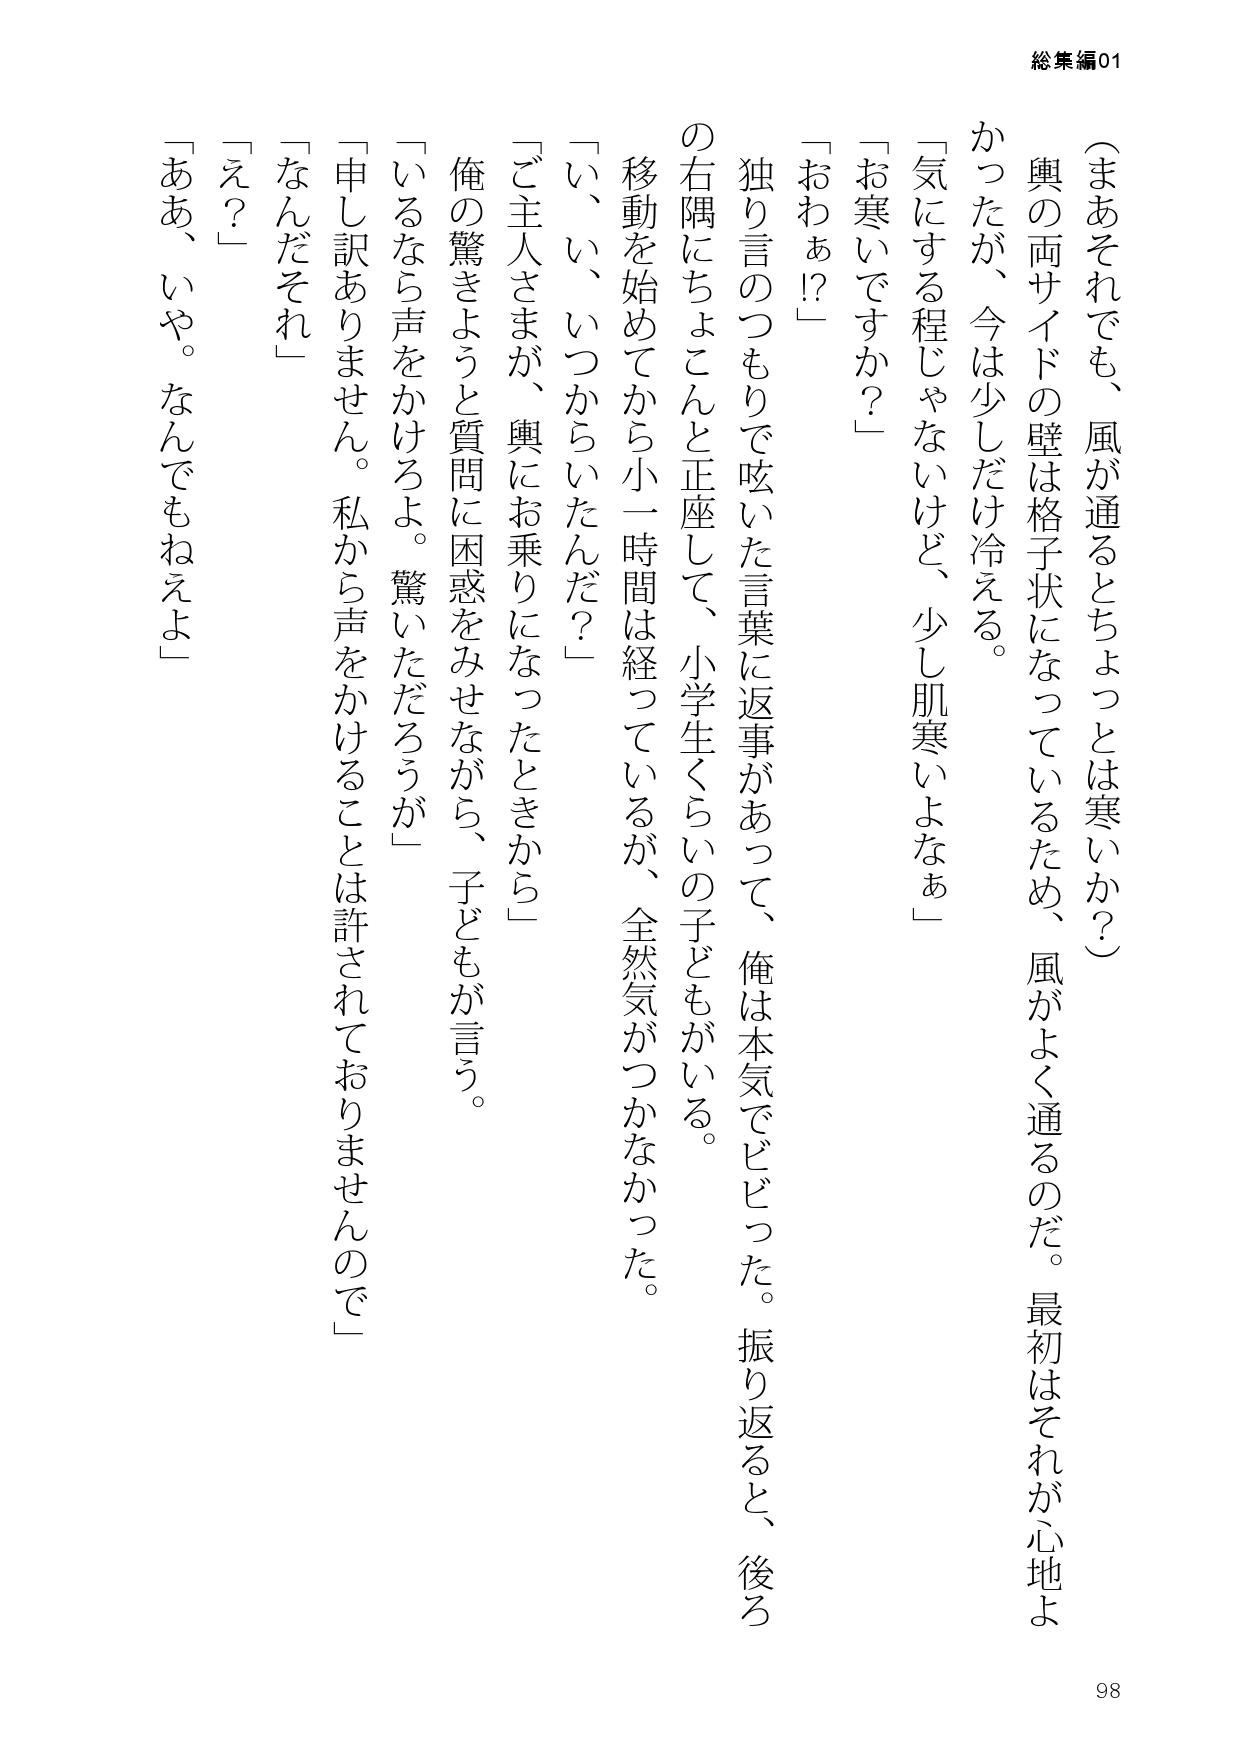 総集編01
（まあそれでも、風が通るとちょっとは寒いか？）
　輿の両サイドの壁は格子状になっているため、風がよく通るのだ。最初はそれが心地よ
かったが、今は少しだけ冷える。
「気にする程じゃないけど、少し肌寒いよなぁ」
「お寒いですか？」
「おわぁ!?」
　独り言のつもりで呟いた言葉に返事があって、俺は本気でビビった。振り返ると、後ろ
の右隅にちょこんと正座して、小学生くらいの子どもがいる。
　移動を始めてから小一時間は経っているが、全然気がつかなかった。
「い、い、いつからいたんだ？」
「ご主人さまが、輿にお乗りになったときから」
　俺の驚きようと質問に困惑をみせながら、子どもが言う。
「いるなら声をかけろよ。驚いただろうが」
「申し訳ありません。私から声をかけることは許されておりませんので」
「なんだそれ」
「え？」
「ああ、いや。なんでもねえよ」
98